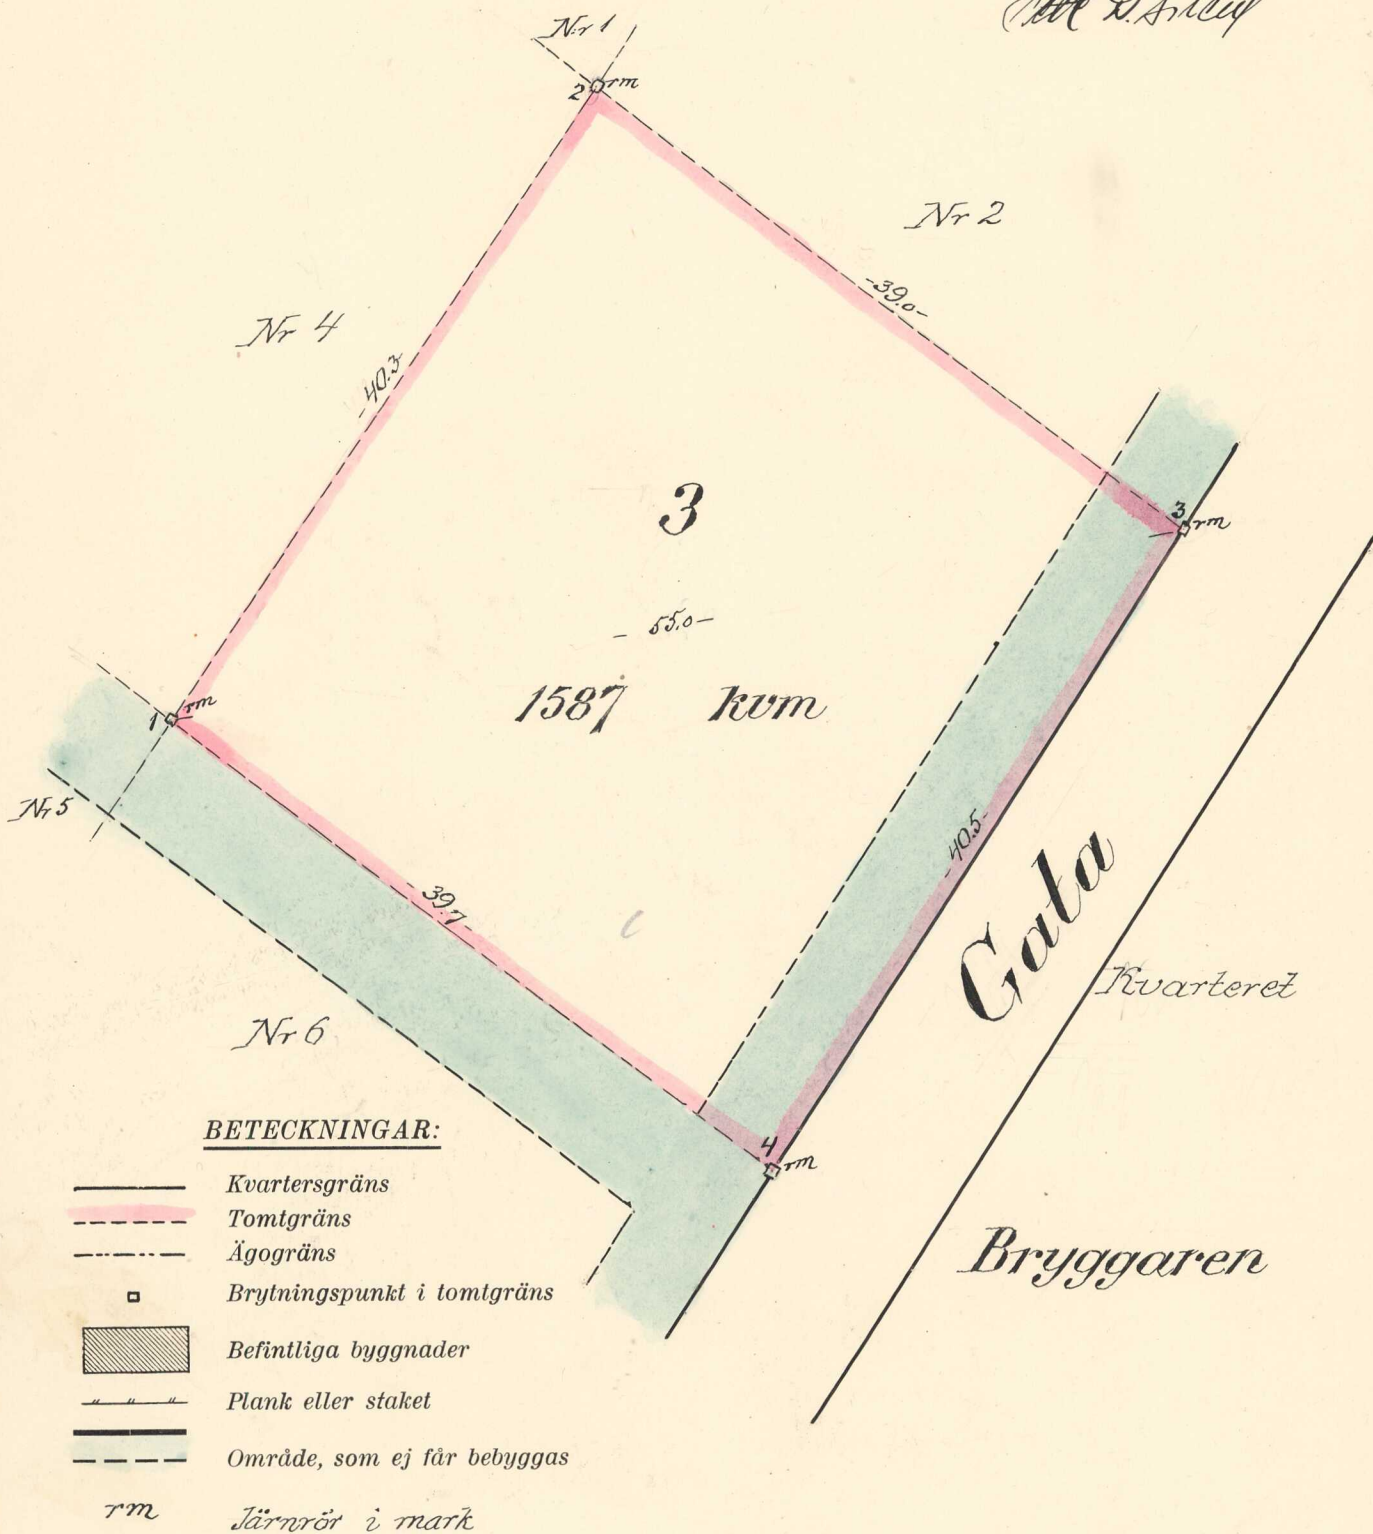 Nr 1
2 rm
Nr 2
-39.0-
Nr 4
-40.3
3
3
rm
- 55.0 -
1587 kvm
1 rm
Nr 5
-40.5-
-39.7-
Gata
Kvarteret
Nr 6
4
rm
Bryggaren
BETECKNINGAR:
Kvartersgräns
Tomtgräns
Ägogräns
Brytningspunkt i tomtgräns
Befintliga byggnader
Plank eller staket
Område, som ej får bebyggas
rm Järnrör i mark